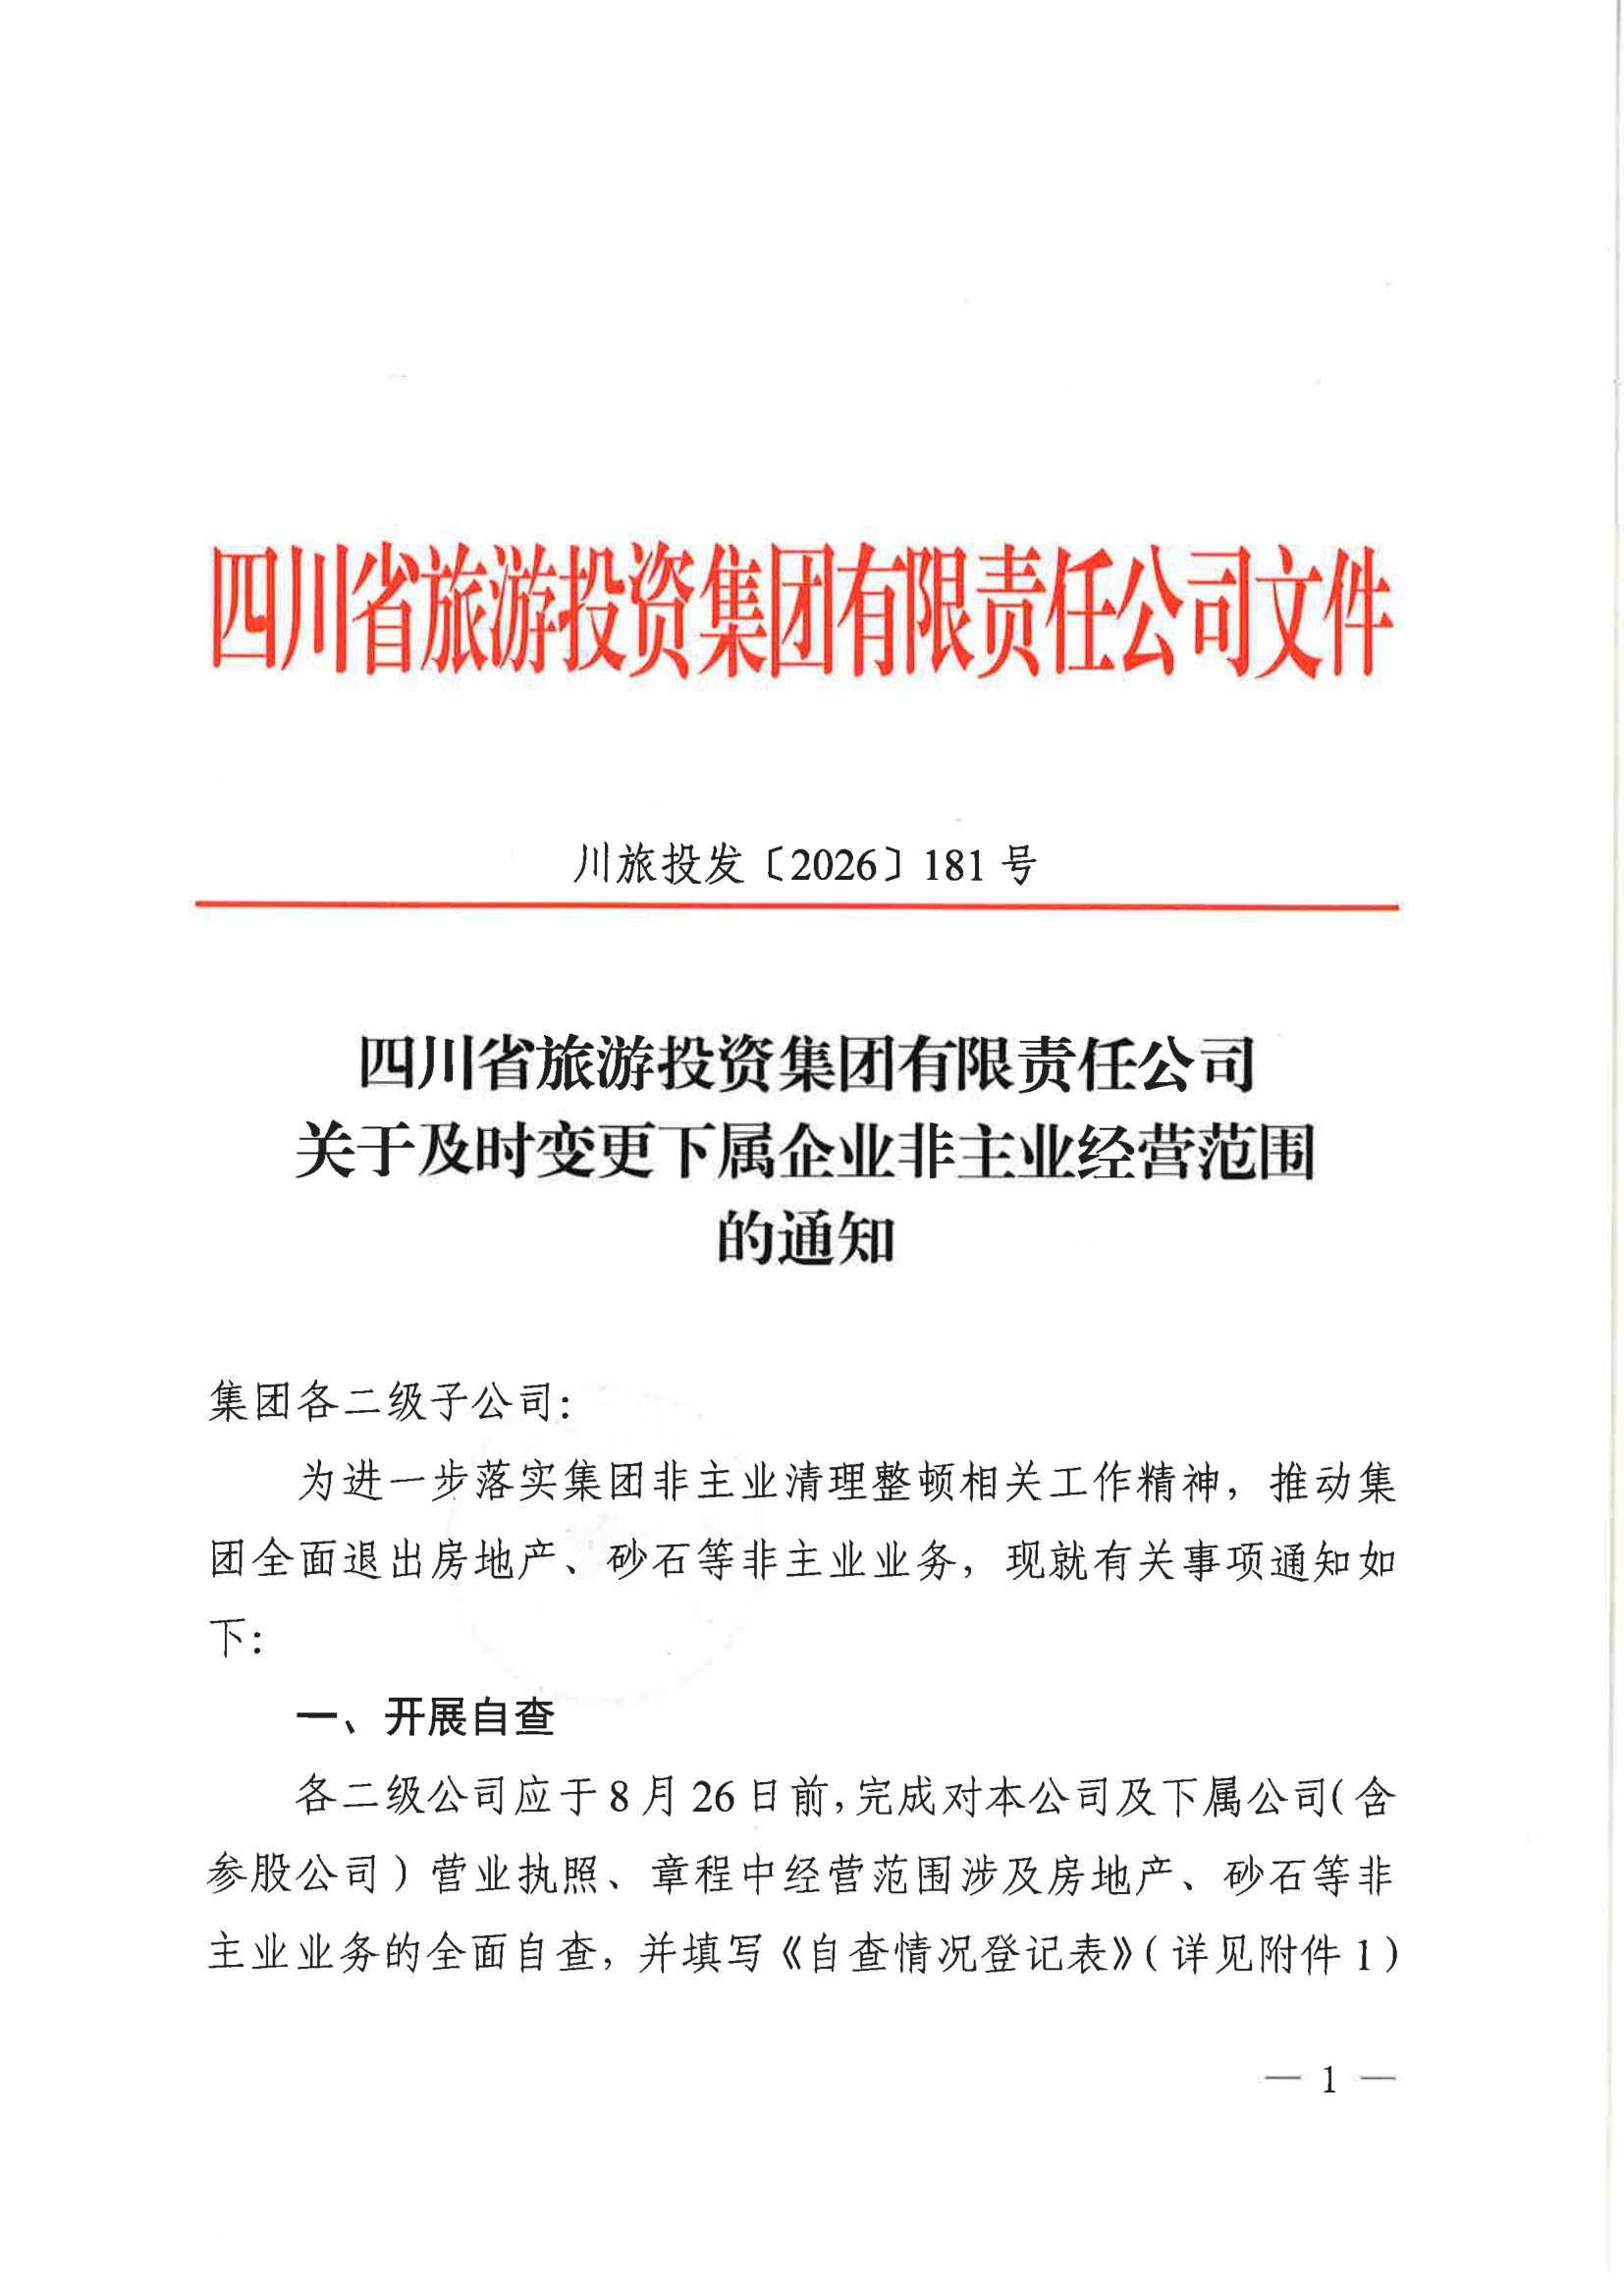 四川省旅游投资集团有限责任公司文件
川旅投发〔2026〕181 号
四川省旅游投资集团有限责任公司
关于及时变更下属企业非主业经营范围
的通知
集团各二级子公司：
为进一步落实集团非主业清理整顿相关工作精神，推动集
团全面退出房地产、砂石等非主业业务，现就有关事项通知如
下：
一、开展自查
各二级公司应于 8 月 26 日前，完成对本公司及下属公司（含
参股公司）营业执照、章程中经营范围涉及房地产、砂石等非
主业业务的全面自查，并填写《自查情况登记表》（详见附件 1）
— 1 —